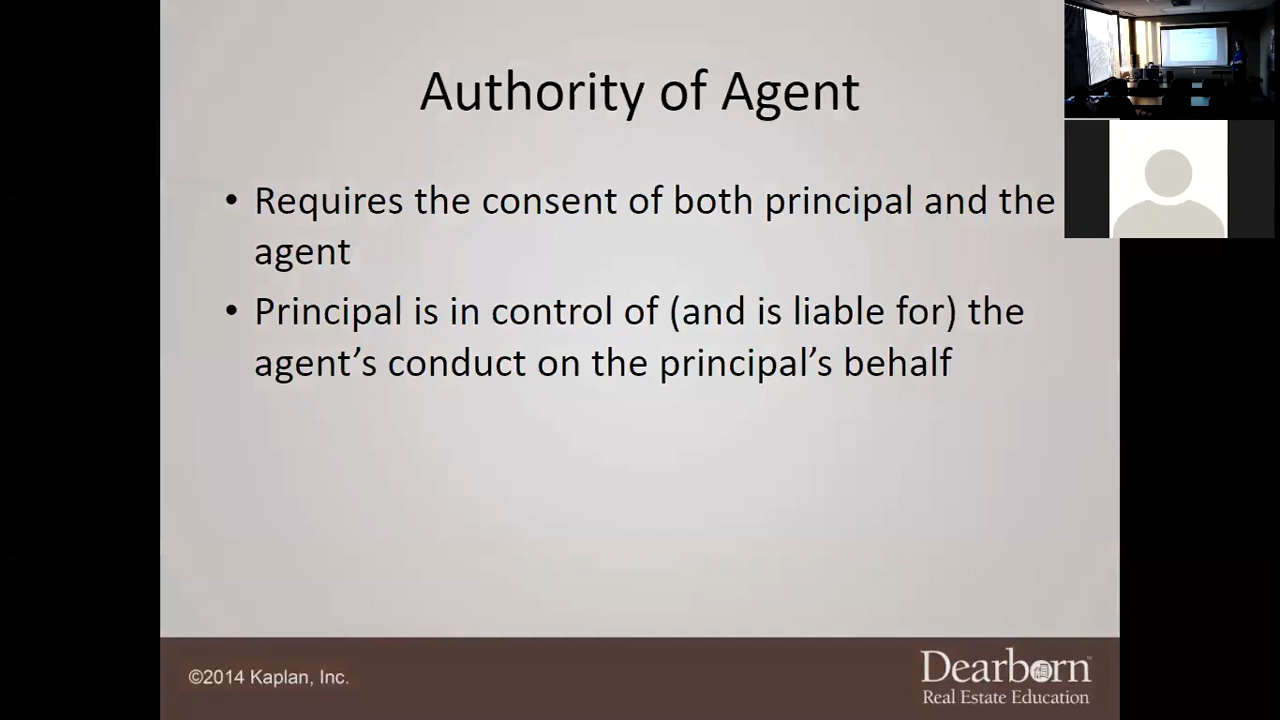 Authority of Agent
• Requires the consent of both principal and the
agent
• Principal is in control of (and is liable for) the
agent’s conduct on the principal’s behalf
©2014 Kaplan, Inc.
Dearborn™
Real Estate Education